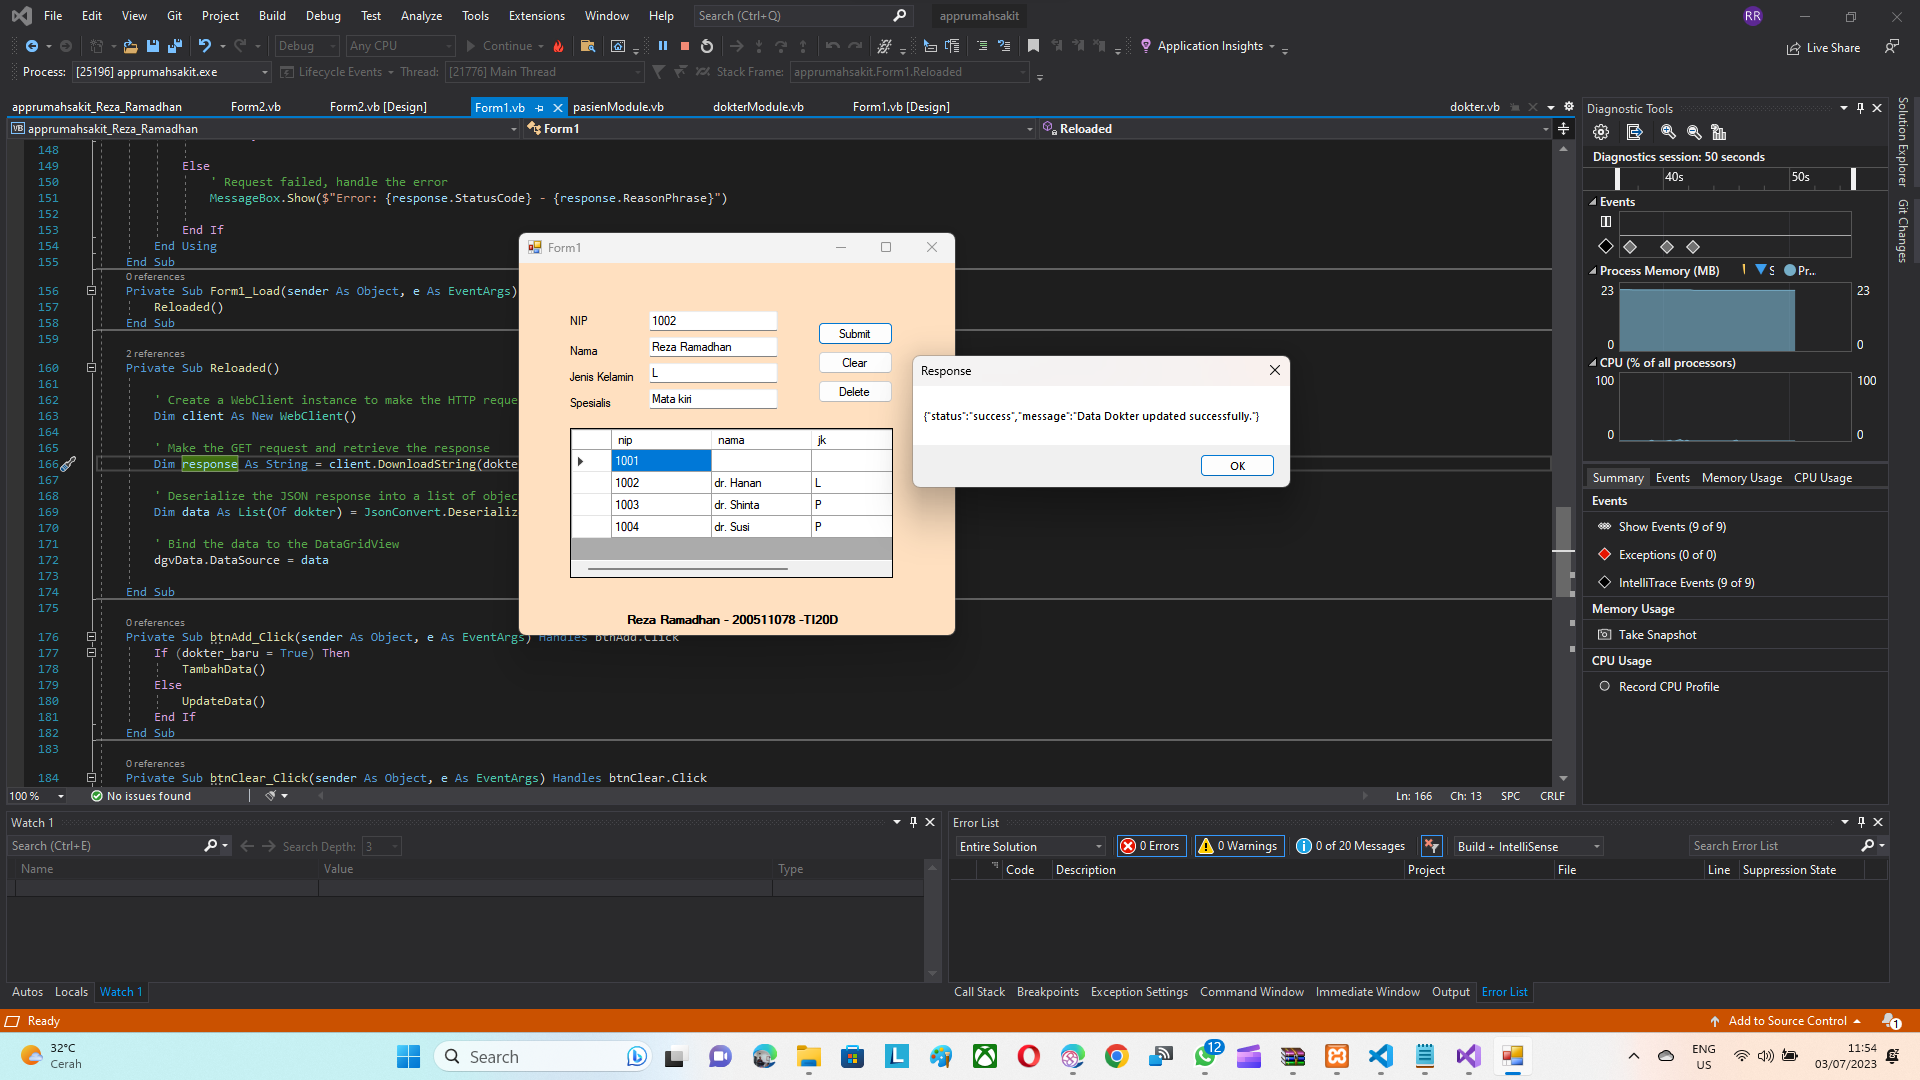 File Edit View Git Project Build Debug Test Analyze Tools Extensions Window Help Search (Ctrl+Q) apprumahsakit RR
Debug Any CPU Continue Application Insights Live Share
Process: [25196] apprumahsakit.exe Lifecycle Events Thread: [21776] Main Thread Stack Frame: apprumahsakit.Form1.Reloaded
apprumahsakit_Reza_Ramadhan Form2.vb Form2.vb [Design] Form1.vb pasienModule.vb dokterModule.vb Form1.vb [Design] dokter.vb
VB apprumahsakit_Reza_Ramadhan Form1 Reloaded
148
149 Else
150 ' Request failed, handle the error
151 MessageBox.Show($"Error: {response.StatusCode} - {response.ReasonPhrase}")
152
153 End If
154 End Using
155 End Sub
0 references
156 Private Sub Form1_Load(sender As Object, e As EventArgs)
157 Reloaded()
158 End Sub
159
2 references
160 Private Sub Reloaded()
161
162 ' Create a WebClient instance to make the HTTP reque
163 Dim client As New WebClient()
164
165 ' Make the GET request and retrieve the response
166 Dim response As String = client.DownloadString(dokte
167
168 ' Deserialize the JSON response into a list of objec
169 Dim data As List(Of dokter) = JsonConvert.Deserializ
170
171 ' Bind the data to the DataGridView
172 dgvData.DataSource = data
173
174 End Sub
175
0 references
176 Private Sub btnAdd_Click(sender As Object, e As EventArgs) Handles btnAdd.Click
177 If (dokter_baru = True) Then
178 TambahData()
179 Else
180 UpdateData()
181 End If
182 End Sub
183
0 references
184 Private Sub btnClear_Click(sender As Object, e As EventArgs) Handles btnClear.Click
100 % No issues found Ln: 166 Ch: 13 SPC CRLF
Form1
NIP 1002 Submit
Nama Reza Ramadhan Clear
Jenis Kelamin L
Delete
Spesialis Mata kiri
nip nama jk
1001
1002 dr. Hanan L
1003 dr. Shinta P
1004 dr. Susi P
Reza Ramadhan - 200511078 -TI20D
Response
{"status":"success","message":"Data Dokter updated successfully."}
OK
Diagnostic Tools
Diagnostics session: 50 seconds
40s 50s
Events
Process Memory (MB) S Pr...
23 23
0 0
CPU (% of all processors)
100 100
0 0
Summary Events Memory Usage CPU Usage
Events
Show Events (9 of 9)
Exceptions (0 of 0)
IntelliTrace Events (9 of 9)
Memory Usage
Take Snapshot
CPU Usage
Record CPU Profile
Solution Explorer
Git Changes
Watch 1
Search (Ctrl+E) Search Depth: 3
Name Value Type
Autos Locals Watch 1
Error List
Entire Solution 0 Errors 0 Warnings 0 of 20 Messages Build + IntelliSense Search Error List
Code Description Project File Line Suppression State
Call Stack Breakpoints Exception Settings Command Window Immediate Window Output Error List
Ready Add to Source Control 1
32°C
Cerah
Search
12
ENG
US
11:54
03/07/2023